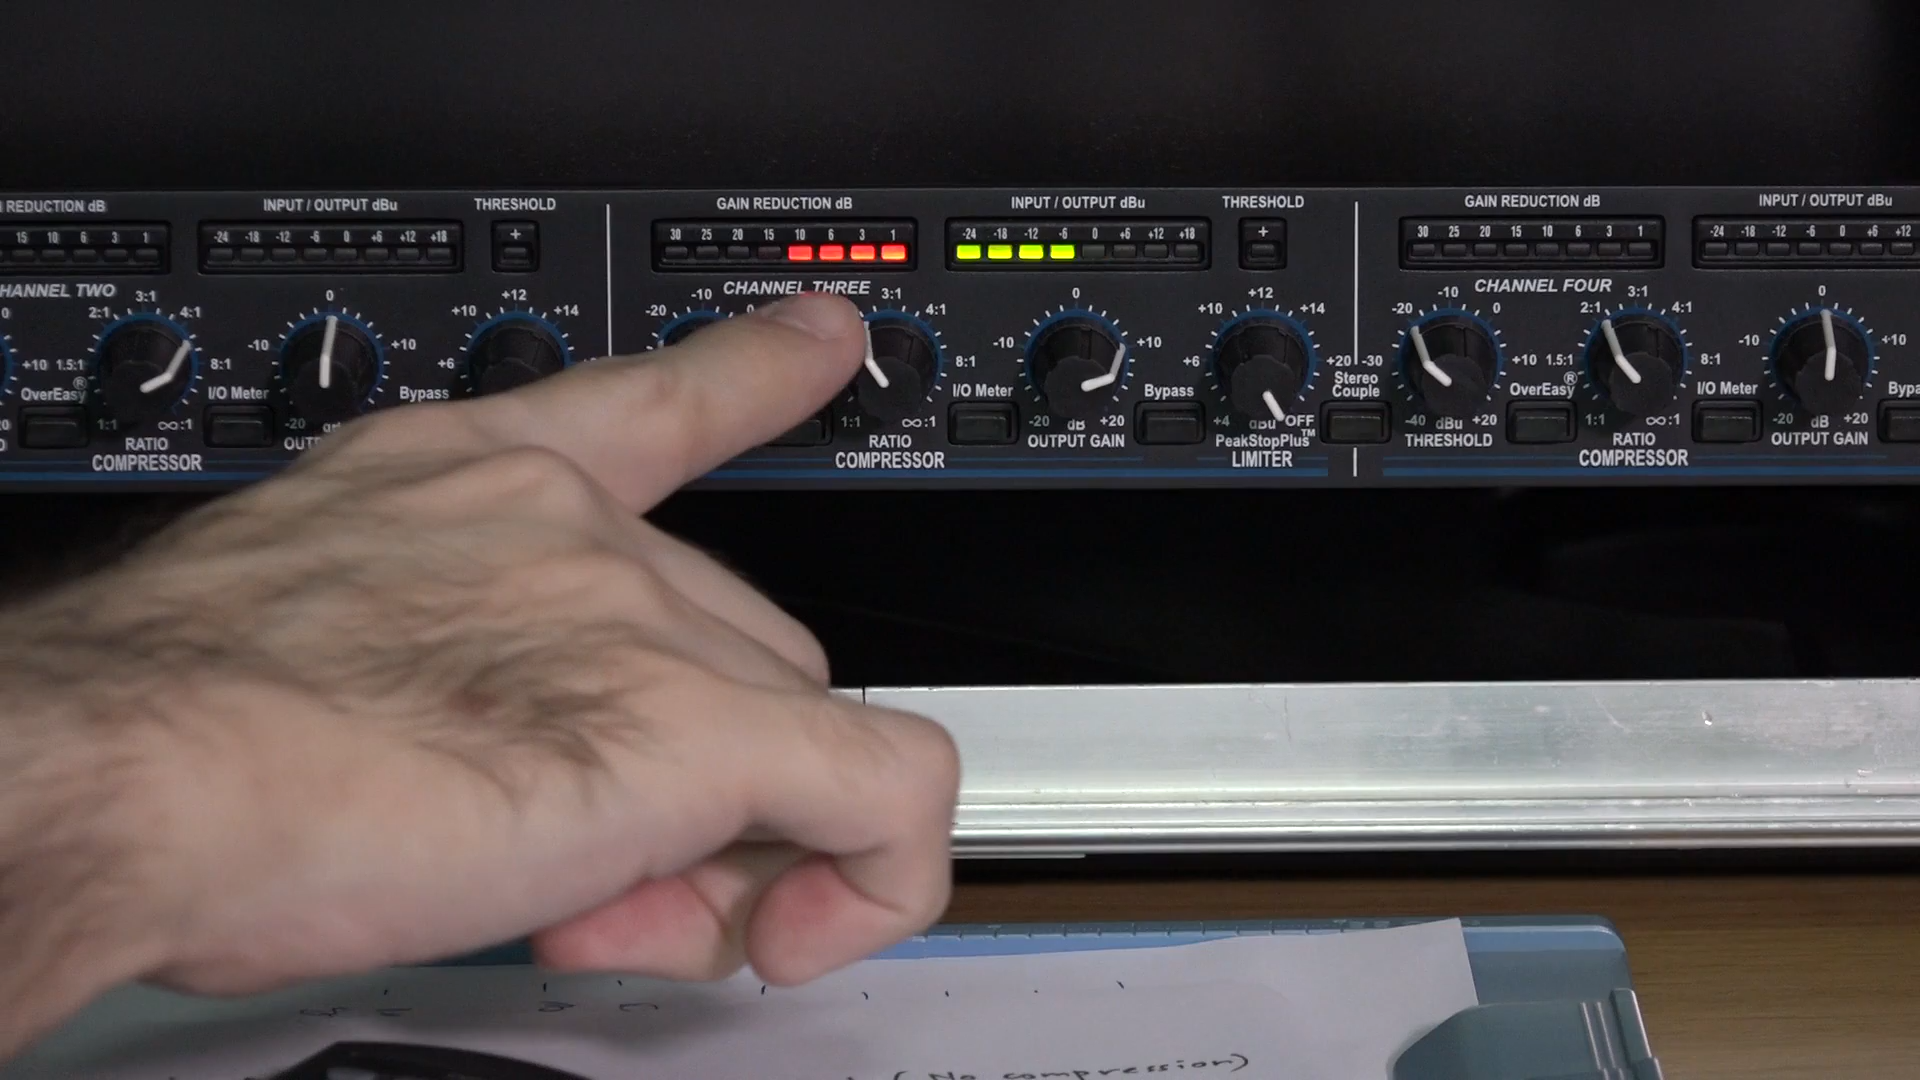 GAIN REDUCTION dB
INPUT / OUTPUT dBu
THRESHOLD
GAIN REDUCTION dB
INPUT / OUTPUT dBu
THRESHOLD
REDUCTION dB
INPUT / OUTPUT dBu
THRESHOLD
15 10 6 3 1
-24 -18 -12 -6 0 +6 +12 +18
+
30 25 20 15 10 6 3 1
-24 -18 -12 -6 0 +6 +12 +18
+
30 25 20 15 10 6 3 1
-24 -18 -12 -6 0 +6 +12
CHANNEL TWO
CHANNEL THREE
CHANNEL FOUR
0 +10 1.5:1 2:1 3:1 4:1 8:1 1:1 ∞:1
-10 0 +10 -20
+6 +10 +12 +14
-20 -10 0
3:1 4:1 8:1 1:1 ∞:1
-10 0 +10 -20 dB +20
+4 +6 +10 +12 +14 +20 dBu OFF
-40 -30 -20 -10 0 +10 +20 dBu
1:1 1.5:1 2:1 3:1 4:1 8:1 ∞:1
-20 -10 0 +10 +20 dB
OverEasy®
I/O Meter
Bypass
I/O Meter
Bypass
Stereo
Couple
OverEasy®
I/O Meter
RATIO
RATIO
OUTPUT GAIN
PeakStopPlus™
THRESHOLD
RATIO
OUTPUT GAIN
COMPRESSOR
COMPRESSOR
LIMITER
COMPRESSOR
(No compression)